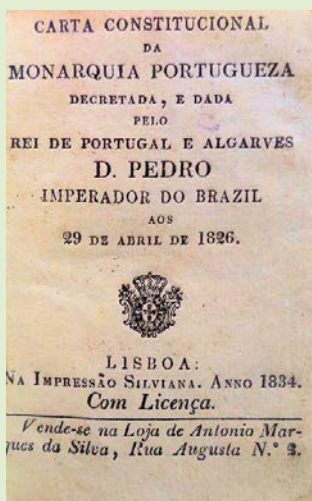 CARTA CONSTITUCIONAL
DA
MONARQUIA PORTUGUEZA
DECRETADA, E DADA
PELO
REI DE PORTUGAL E ALGARVES
D. PEDRO
IMPERADOR DO BRAZIL
AOS
29 DE ABRIL DE 1826.
LISBOA:
NA IMPRESSÃO SILVIANA. ANNO 1834.
Com Licença.
Vende-se na Loja de Antonio Mar-
ques da Silva, Rua Augusta N.º 2.